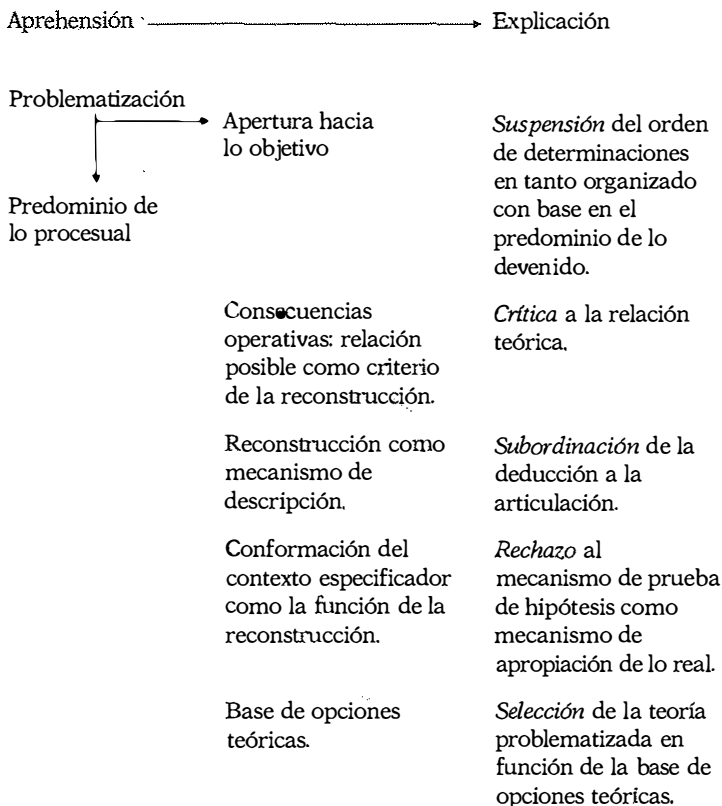 Aprehensión
Explicación
Problematización
Predominio de
lo procesual
Apertura hacia
lo objetivo
Suspensión del orden
de determinaciones
en tanto organizado
con base en el
predominio de lo
devenido.
Consecuencias
operativas: relación
posible como criterio
de la reconstrucción.
Crítica a la relación
teórica.
Reconstrucción como
mecanismo de
descripción.
Subordinación de la
deducción a la
articulación.
Conformación del
contexto especificador
como la función de la
reconstrucción.
Rechazo al
mecanismo de prueba
de hipótesis como
mecanismo de
apropiación de lo real.
Base de opciones
teóricas.
Selección de la teoría
problematizada en
función de la base de
opciones teóricas.